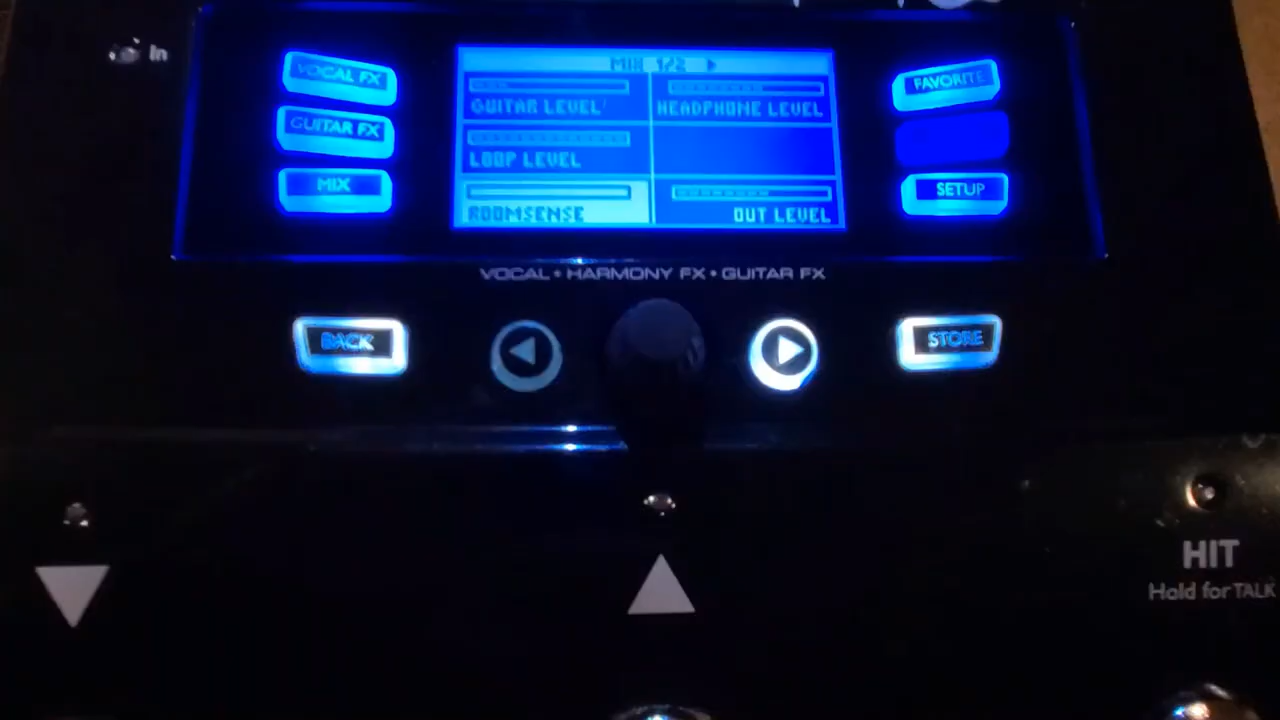 In
VOCAL FX
GUITAR FX
MIX
MIX 1/2
GUITAR LEVEL
HEADPHONE LEVEL
LOOP LEVEL
ROOMSENSE
OUT LEVEL
FAVORITE
SETUP
VOCAL • HARMONY FX • GUITAR FX
BACK
STORE
HIT
Hold for TALK